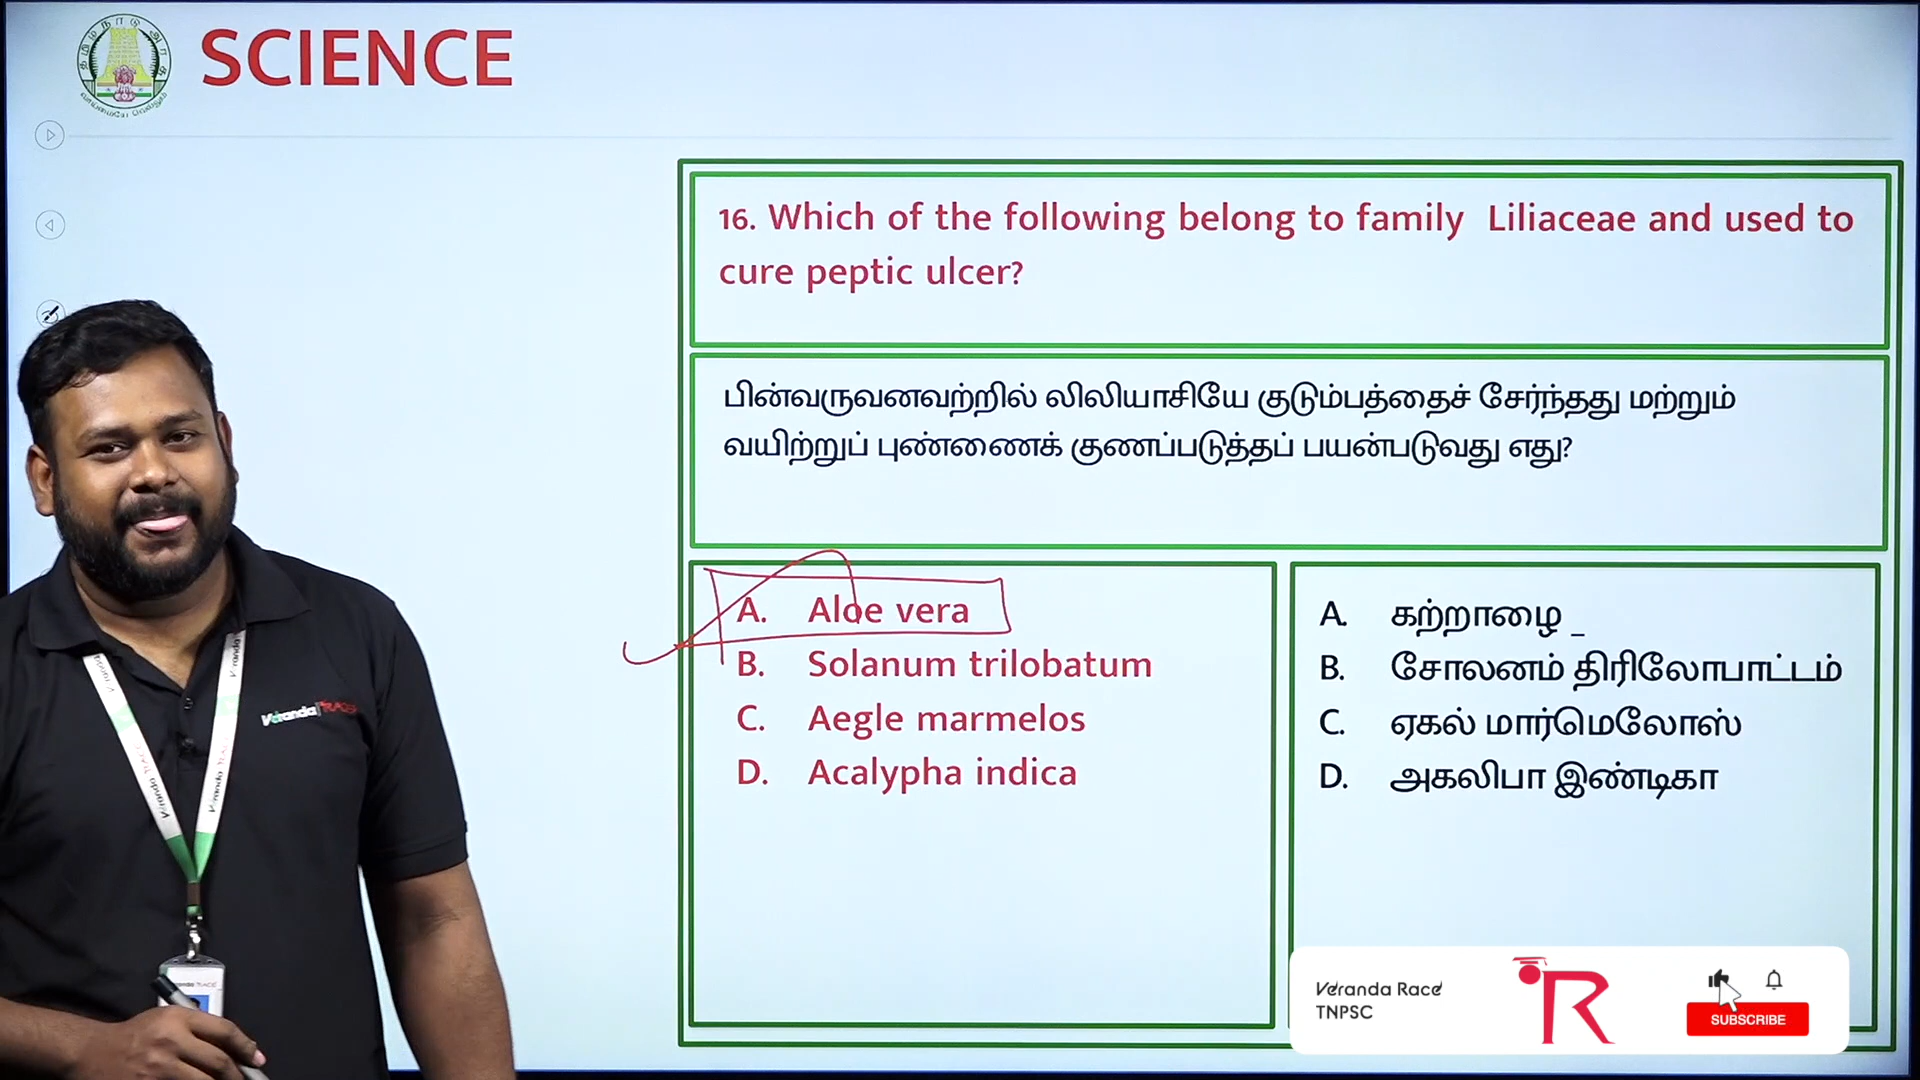 SCIENCE
16. Which of the following belong to family Liliaceae and used to
cure peptic ulcer?
பின்வருவனவற்றில் லிலியாசியே குடும்பத்தைச் சேர்ந்தது மற்றும்
வயிற்றுப் புண்ணைக் குணப்படுத்தப் பயன்படுவது எது?
A. Aloe vera
B. Solanum trilobatum
C. Aegle marmelos
D. Acalypha indica
A. கற்றாழை _
B. சோலனம் திரிலோபாட்டம்
C. ஏகல் மார்மெலோஸ்
D. அகலிபா இண்டிகா
Veranda RACE
Veranda Race
TNPSC
R
SUBSCRIBE